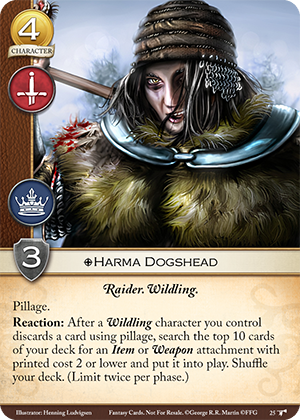 4
CHARACTER
Harma Dogshead
3
Raider. Wildling.
Pillage.
Reaction: After a Wildling character you control
discards a card using pillage, search the top 10 cards
of your deck for an Item or Weapon attachment with
printed cost 2 or lower and put it into play. Shuffle
your deck. (Limit twice per phase.)
Illustrator: Henning Ludvigsen Fantasy Cards. Not For Resale. ©George R.R. Martin ©FFG 25